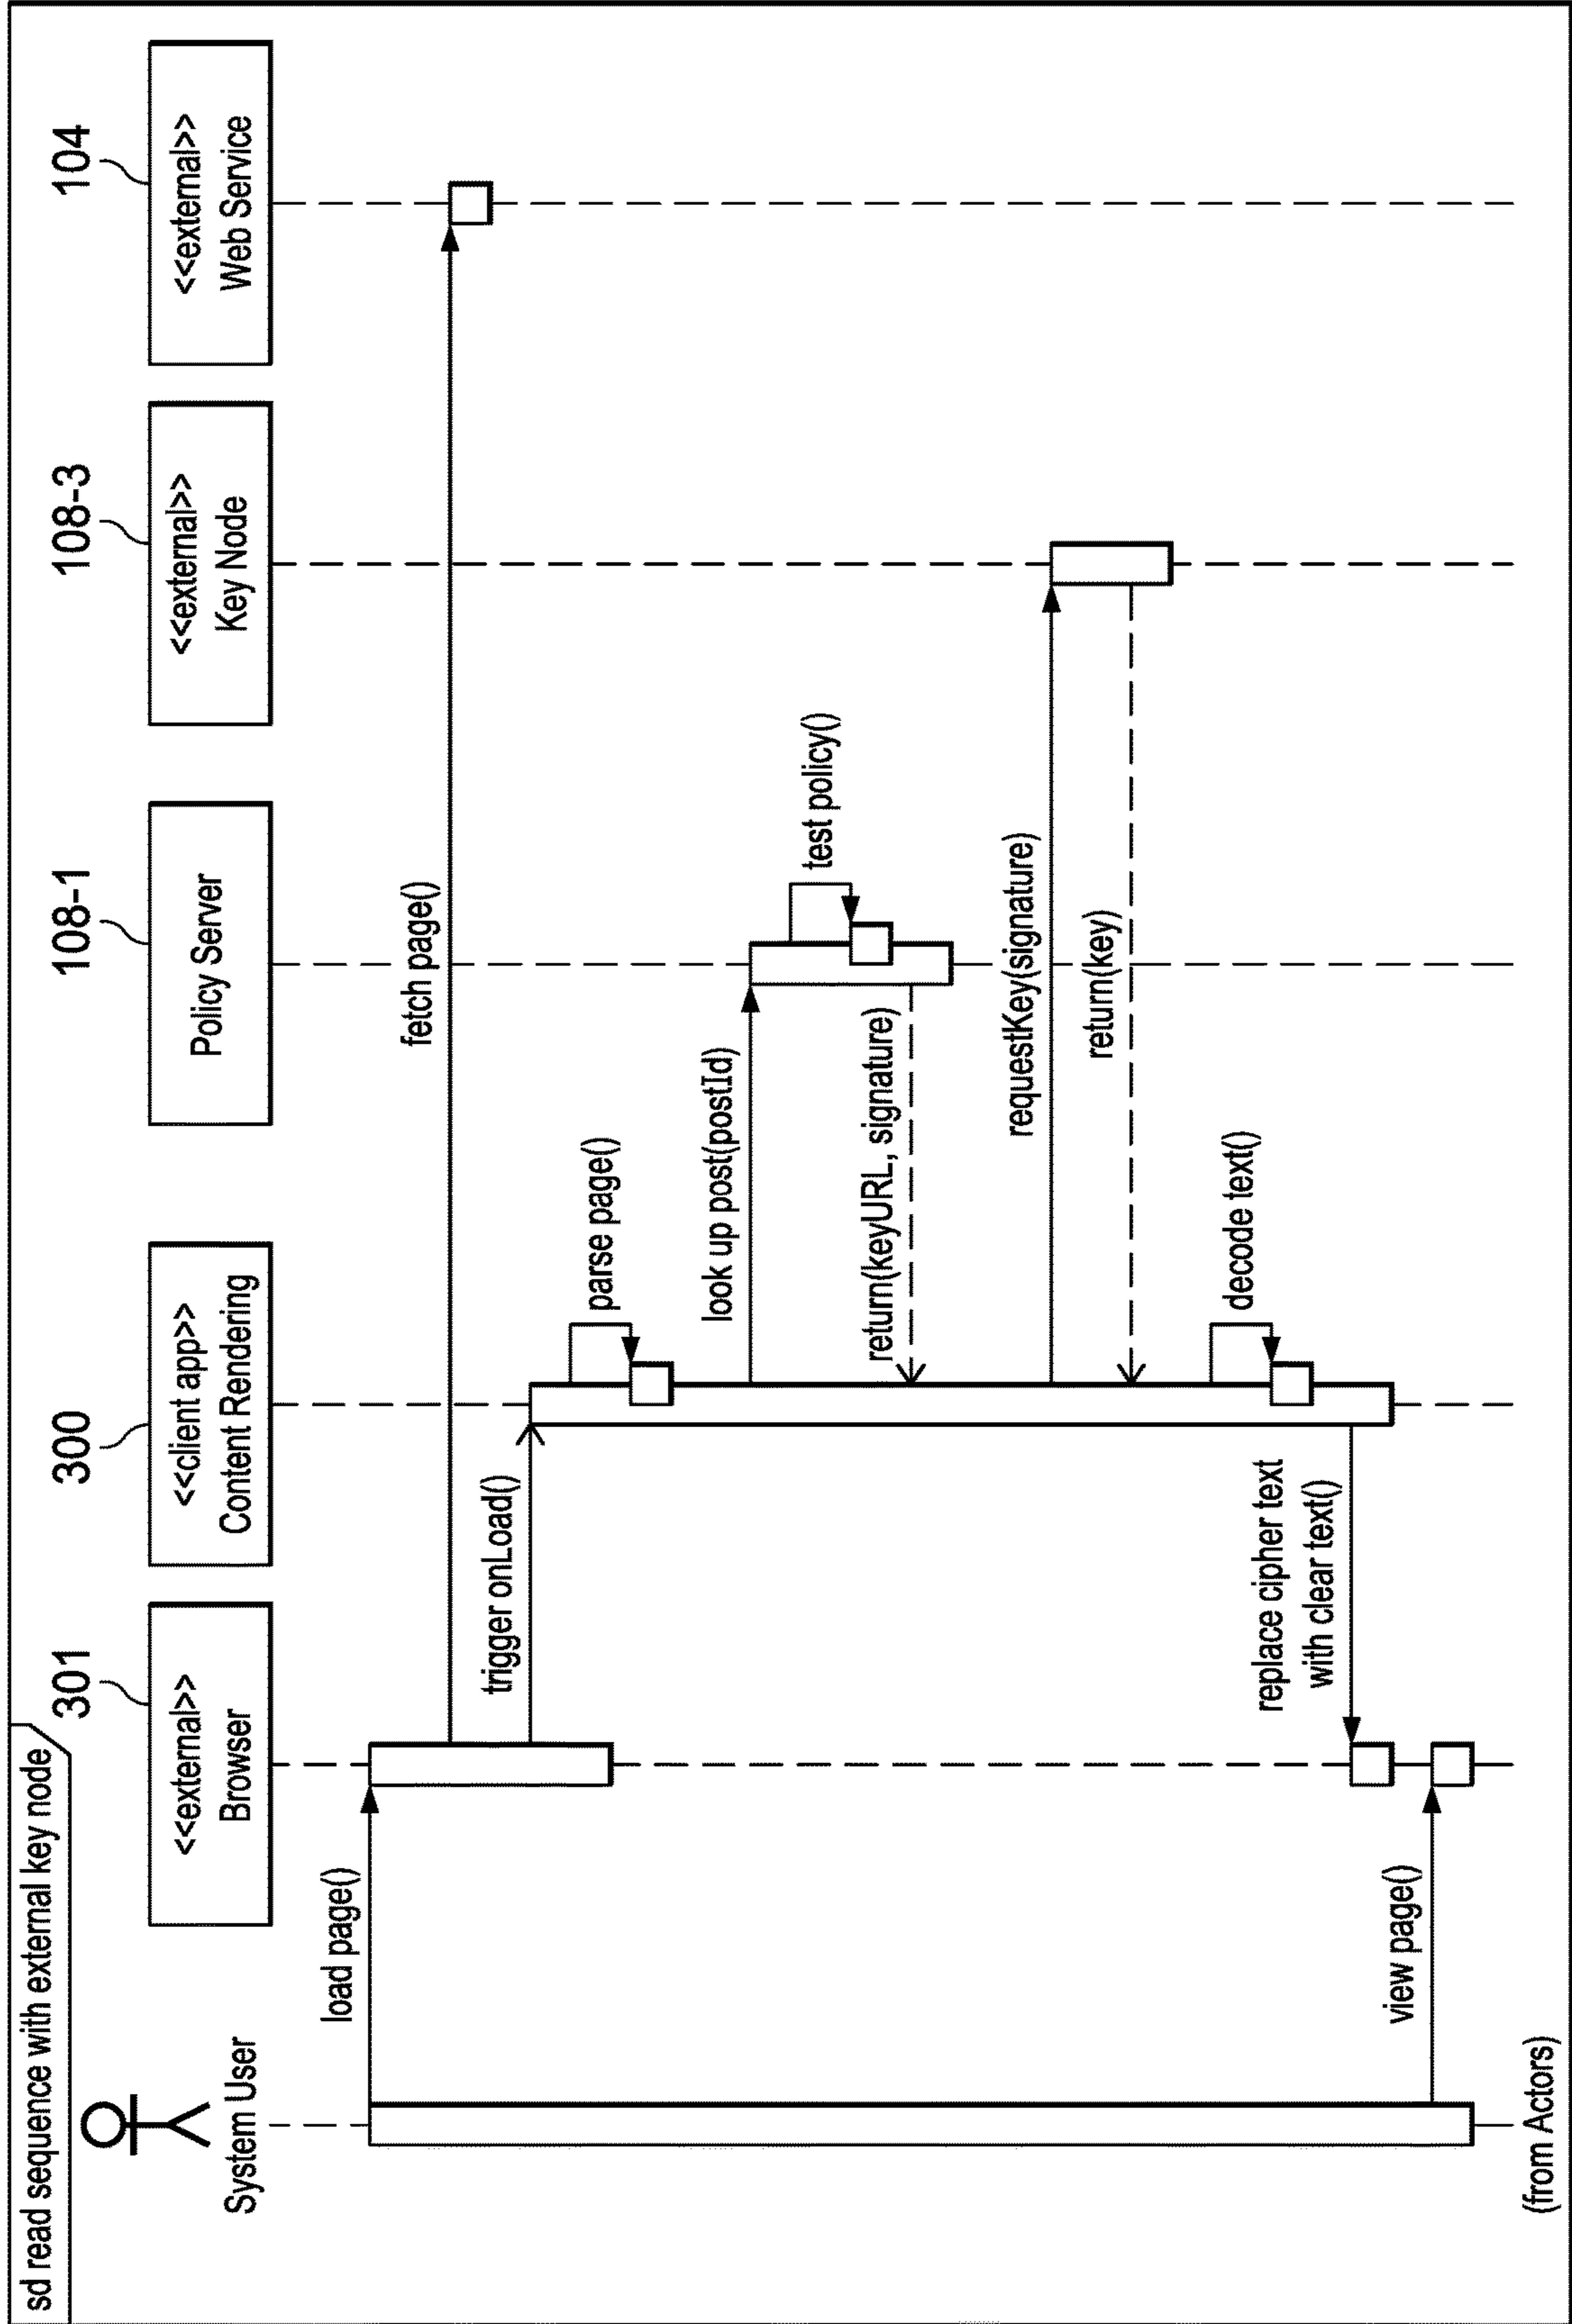 sd read sequence with external key node
301
300
108-1
108-3
104
System User
<<external>>
Browser
<<client app>>
Content Rendering
Policy Server
<<external>>
Key Node
<<external>>
Web Service
load page()
fetch page()
trigger onLoad()
parse page()
look up post(postId)
test policy()
return(keyURL, signature)
requestKey(signature)
return(key)
decode text()
replace cipher text
with clear text()
view page()
(from Actors)